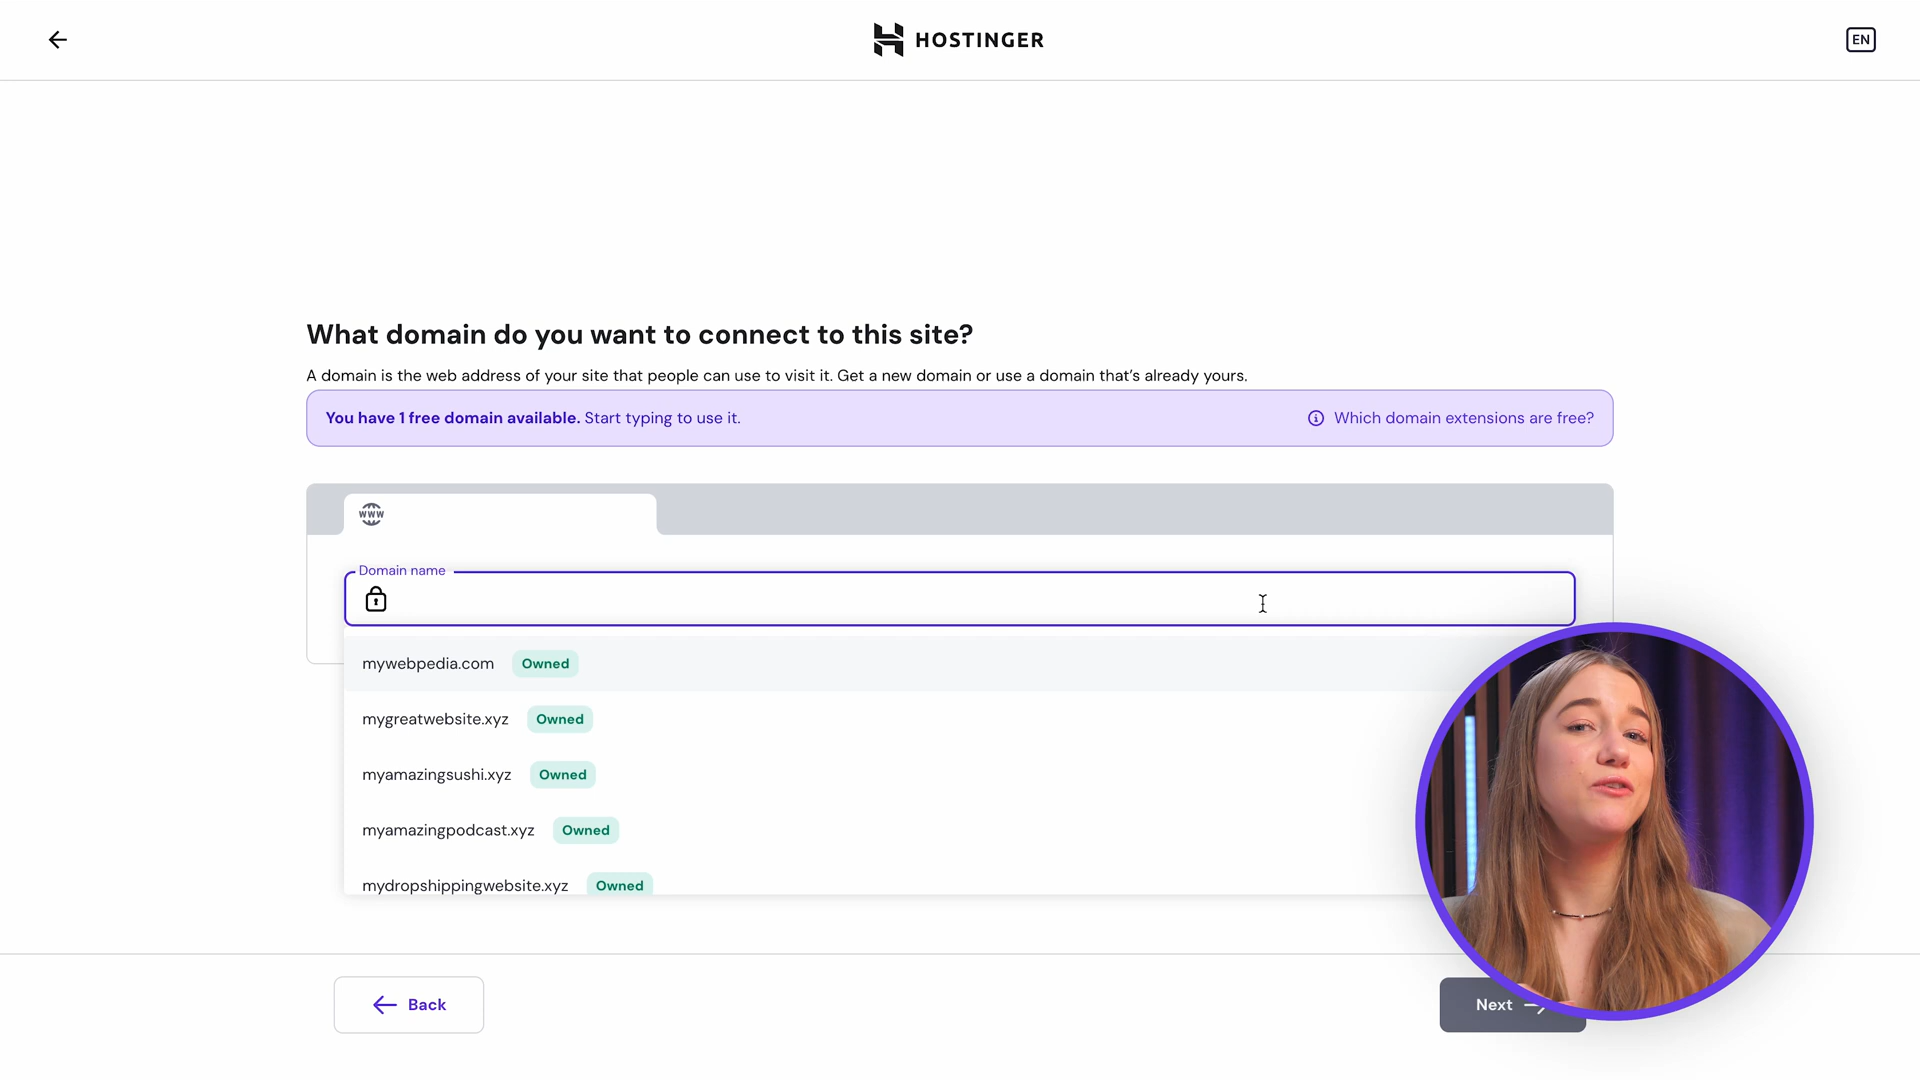 HOSTINGER
EN
What domain do you want to connect to this site?
A domain is the web address of your site that people can use to visit it. Get a new domain or use a domain that's already yours.
You have 1 free domain available. Start typing to use it.
Which domain extensions are free?
WWW
Domain name
mywebpedia.com Owned
mygreatwebsite.xyz Owned
myamazingsushi.xyz Owned
myamazingpodcast.xyz Owned
mydropshippingwebsite.xyz Owned
Back
Next